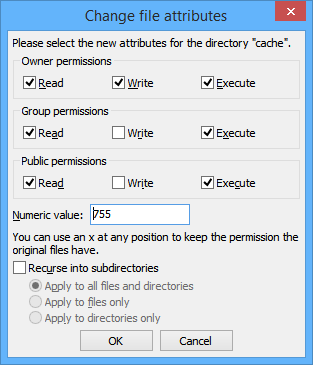 Change file attributes
Please select the new attributes for the directory "cache".
Owner permissions
Read Write Execute
Group permissions
Read Write Execute
Public permissions
Read Write Execute
Numeric value: 755
You can use an x at any position to keep the permission the
original files have.
Recurse into subdirectories
Apply to all files and directories
Apply to files only
Apply to directories only
OK Cancel